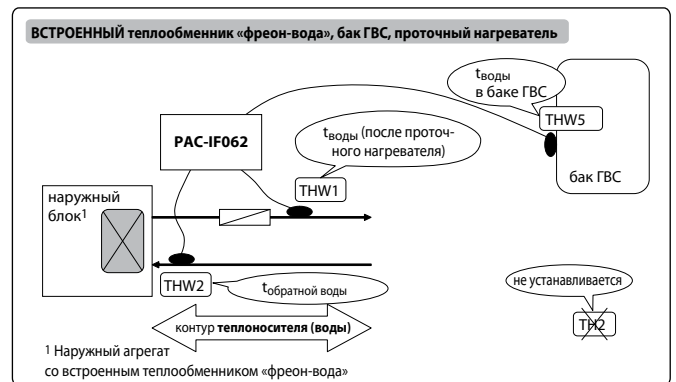 ВСТРОЕННЫЙ теплообменник «фреон-вода», бак ГВС, проточный нагреватель
tводы
в баке ГВС
THW5
бак ГВС
PAC-IF062
tводы (после проточ-
ного нагревателя)
THW1
наружный
блок1
THW2
tобратной воды
не устанавливается
TH2
контур теплоносителя (воды)
1 Наружный агрегат
со встроенным теплообменником «фреон-вода»